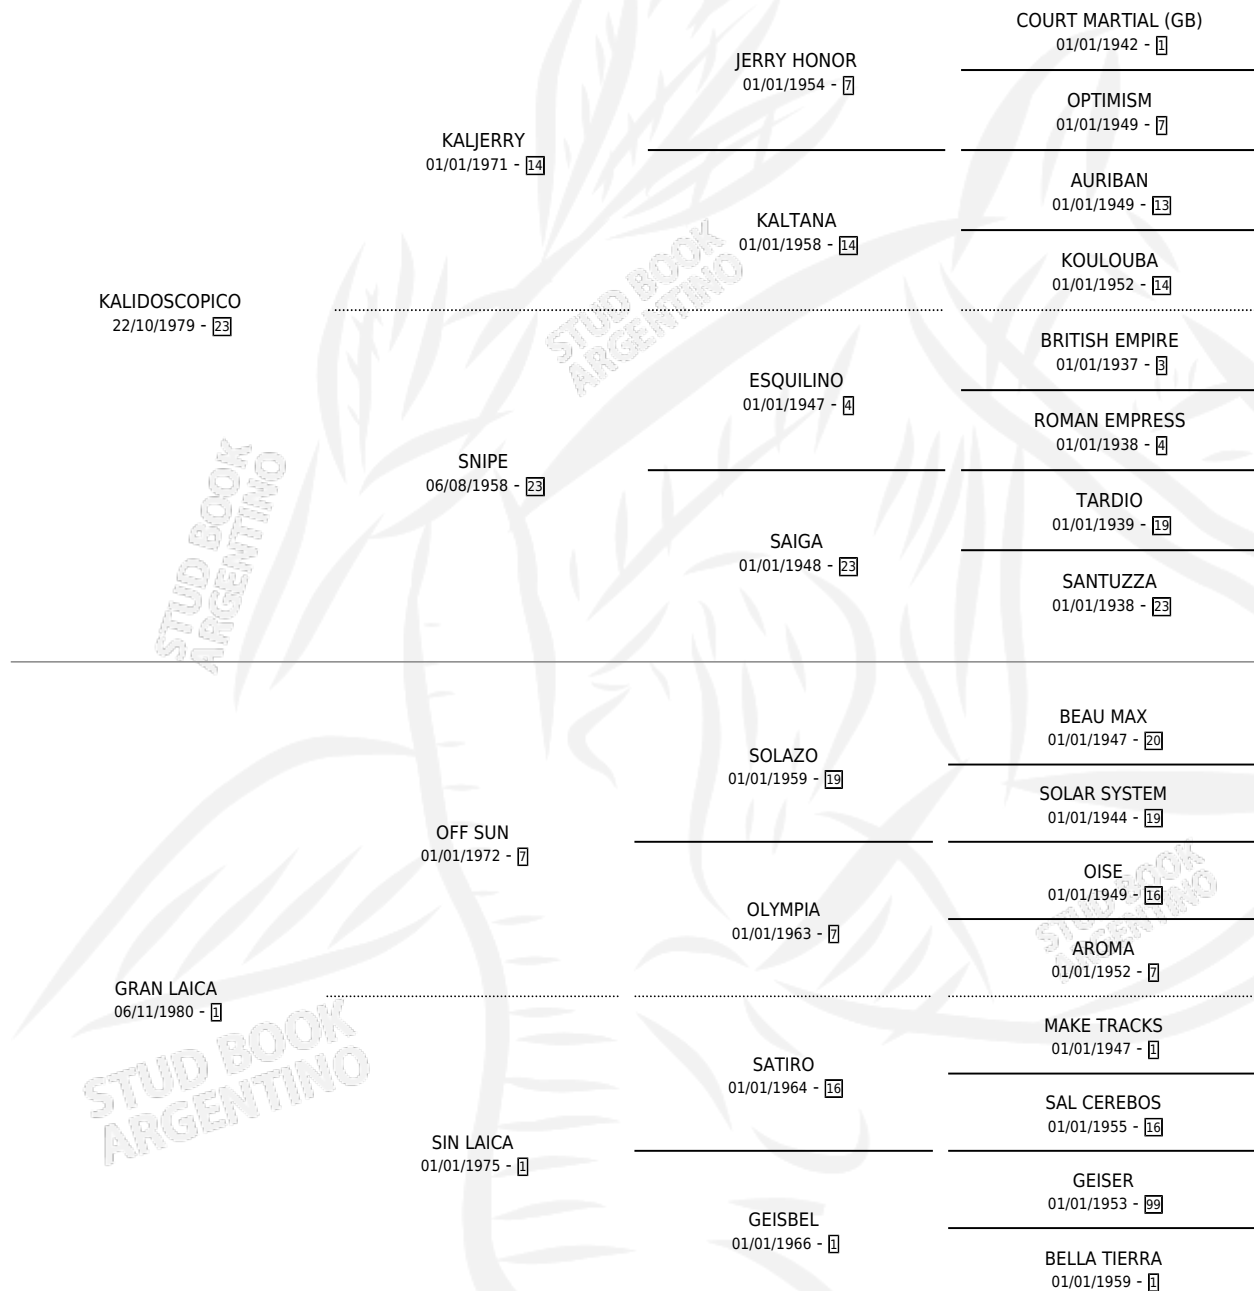 COURT MARTIAL (GB)
01/01/1942 - 1
JERRY HONOR
01/01/1954 - 7
OPTIMISM
01/01/1949 - 7
KALJERRY
01/01/1971 - 14
AURIBAN
01/01/1949 - 13
KALTANA
01/01/1958 - 14
KOULOUBA
01/01/1952 - 14
KALIDOSCOPICO
22/10/1979 - 23
BRITISH EMPIRE
01/01/1937 - 3
ESQUILINO
01/01/1947 - 4
ROMAN EMPRESS
01/01/1938 - 4
SNIPE
06/08/1958 - 23
TARDIO
01/01/1939 - 19
SAIGA
01/01/1948 - 23
SANTUZZA
01/01/1938 - 23
BEAU MAX
01/01/1947 - 20
SOLAZO
01/01/1959 - 19
SOLAR SYSTEM
01/01/1944 - 19
OFF SUN
01/01/1972 - 7
OISE
01/01/1949 - 16
OLYMPIA
01/01/1963 - 7
AROMA
01/01/1952 - 7
GRAN LAICA
06/11/1980 - 1
MAKE TRACKS
01/01/1947 - 1
SATIRO
01/01/1964 - 16
SAL CEREBOS
01/01/1955 - 16
SIN LAICA
01/01/1975 - 1
GEISER
01/01/1953 - 99
GEISBEL
01/01/1966 - 1
BELLA TIERRA
01/01/1959 - 1
STUD BOOK
ARGENTINO
STUD BOOK
ARGENTINO
STUD BOOK
ARGENTINO
STUD BOOK
ARGENTINO